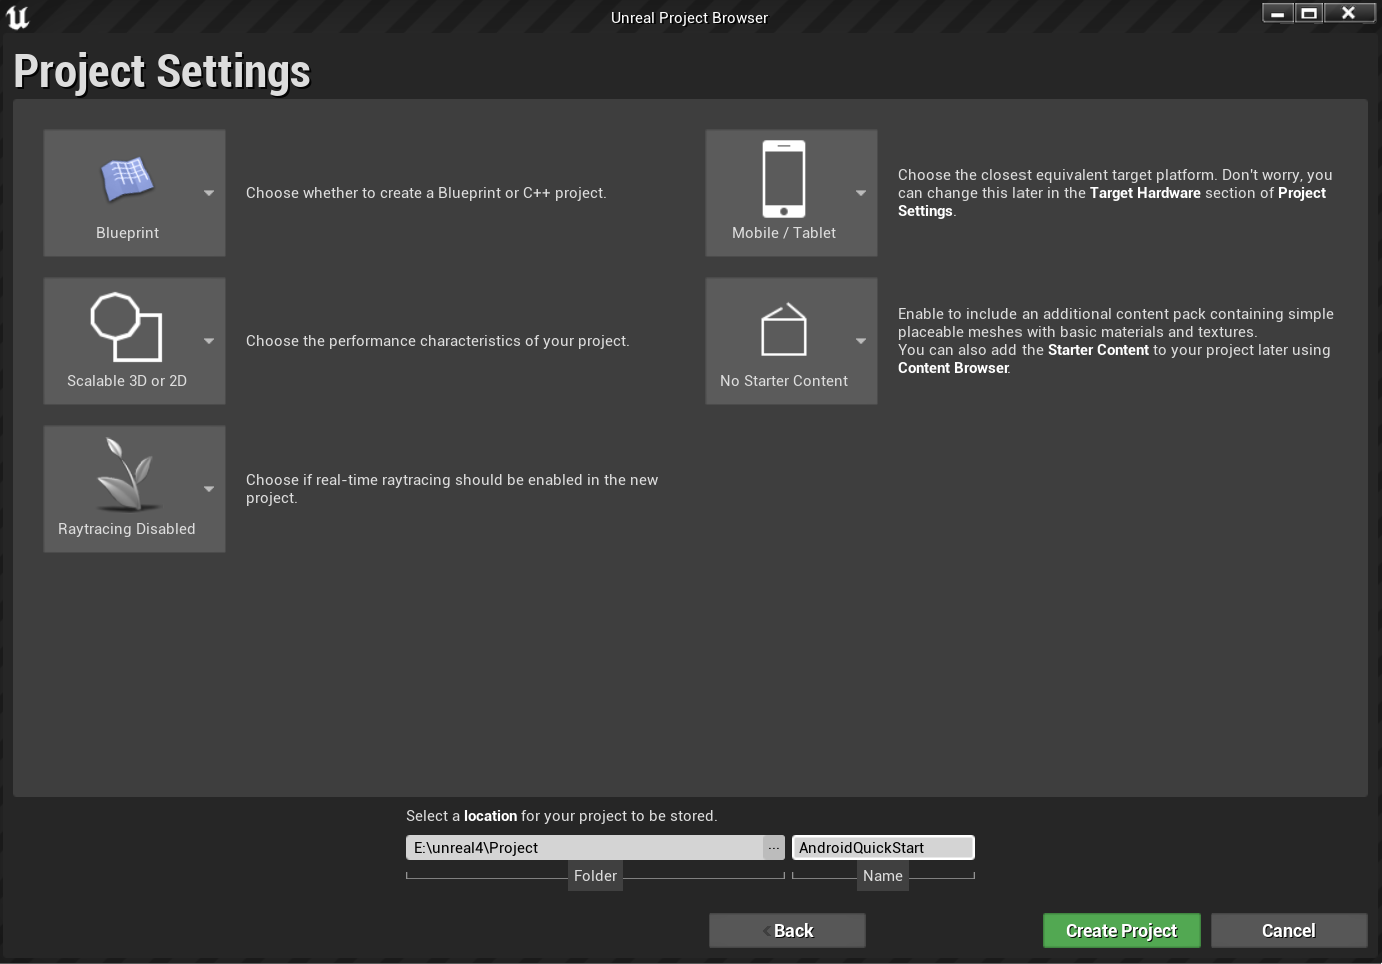 Unreal Project Browser
Project Settings
Blueprint
Choose whether to create a Blueprint or C++ project.
Mobile / Tablet
Choose the closest equivalent target platform. Don't worry, you
can change this later in the Target Hardware section of Project
Settings.
Scalable 3D or 2D
Choose the performance characteristics of your project.
No Starter Content
Enable to include an additional content pack containing simple
placeable meshes with basic materials and textures.
You can also add the Starter Content to your project later using
Content Browser.
Raytracing Disabled
Choose if real-time raytracing should be enabled in the new
project.
Select a location for your project to be stored.
E:\unreal4\Project
...
AndroidQuickStart
Folder
Name
Back
Create Project
Cancel